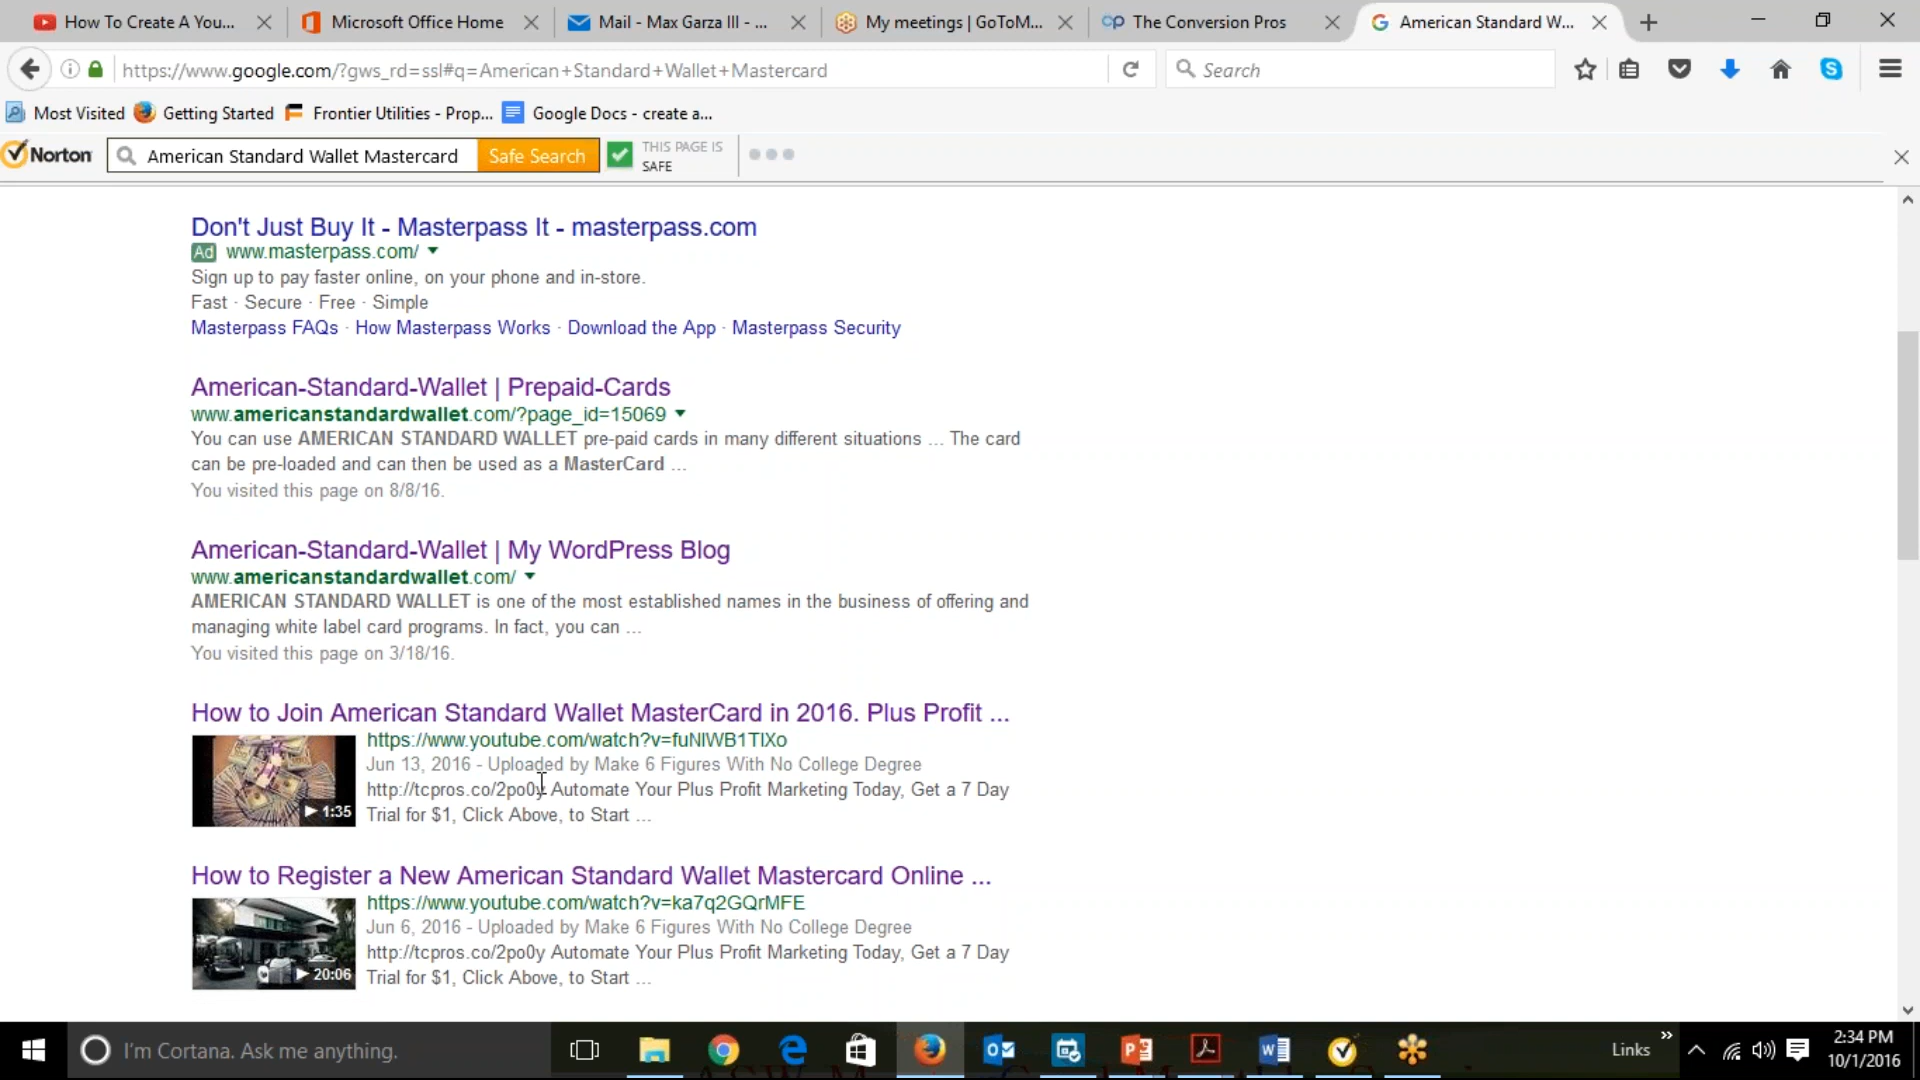 How To Create A You...
Microsoft Office Home
Mail - Max Garza III - ...
My meetings | GoToM...
The Conversion Pros
American Standard W...
https://www.google.com/?gws_rd=ssl#q=American+Standard+Wallet+Mastercard
Search
Most Visited
Getting Started
Frontier Utilities - Prop...
Google Docs - create a...
Norton
American Standard Wallet Mastercard
Safe Search
THIS PAGE IS
SAFE
Don't Just Buy It - Masterpass It - masterpass.com
Ad www.masterpass.com/
Sign up to pay faster online, on your phone and in-store.
Fast · Secure · Free · Simple
Masterpass FAQs · How Masterpass Works · Download the App · Masterpass Security
American-Standard-Wallet | Prepaid-Cards
www.americanstandardwallet.com/?page_id=15069
You can use AMERICAN STANDARD WALLET pre-paid cards in many different situations ... The card
can be pre-loaded and can then be used as a MasterCard ...
You visited this page on 8/8/16.
American-Standard-Wallet | My WordPress Blog
www.americanstandardwallet.com/
AMERICAN STANDARD WALLET is one of the most established names in the business of offering and
managing white label card programs. In fact, you can ...
You visited this page on 3/18/16.
How to Join American Standard Wallet MasterCard in 2016. Plus Profit ...
https://www.youtube.com/watch?v=fuNlWB1TlXo
Jun 13, 2016 - Uploaded by Make 6 Figures With No College Degree
http://tcpros.co/2po0y Automate Your Plus Profit Marketing Today, Get a 7 Day
Trial for $1, Click Above, to Start ...
1:35
How to Register a New American Standard Wallet Mastercard Online ...
https://www.youtube.com/watch?v=ka7q2GQrMFE
Jun 6, 2016 - Uploaded by Make 6 Figures With No College Degree
http://tcpros.co/2po0y Automate Your Plus Profit Marketing Today, Get a 7 Day
Trial for $1, Click Above, to Start ...
20:06
I'm Cortana. Ask me anything.
Links
2:34 PM
10/1/2016